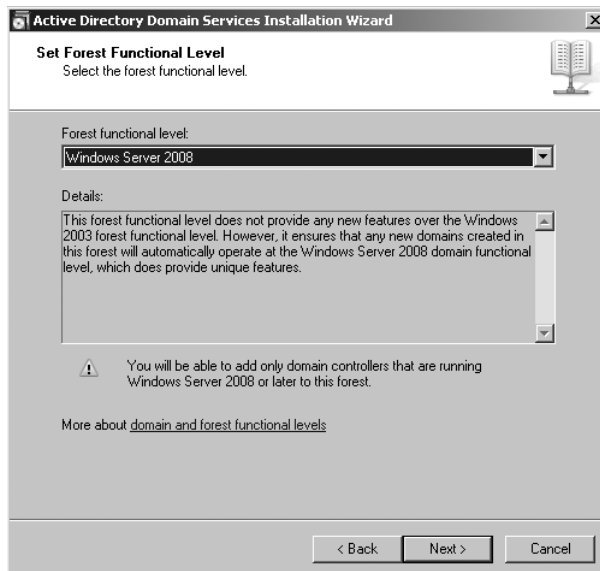 Active Directory Domain Services Installation Wizard
Set Forest Functional Level
Select the forest functional level.
Forest functional level:
Windows Server 2008
Details:
This forest functional level does not provide any new features over the Windows
2003 forest functional level. However, it ensures that any new domains created in
this forest will automatically operate at the Windows Server 2008 domain functional
level, which does provide unique features.
You will be able to add only domain controllers that are running
Windows Server 2008 or later to this forest.
More about domain and forest functional levels
< Back Next > Cancel